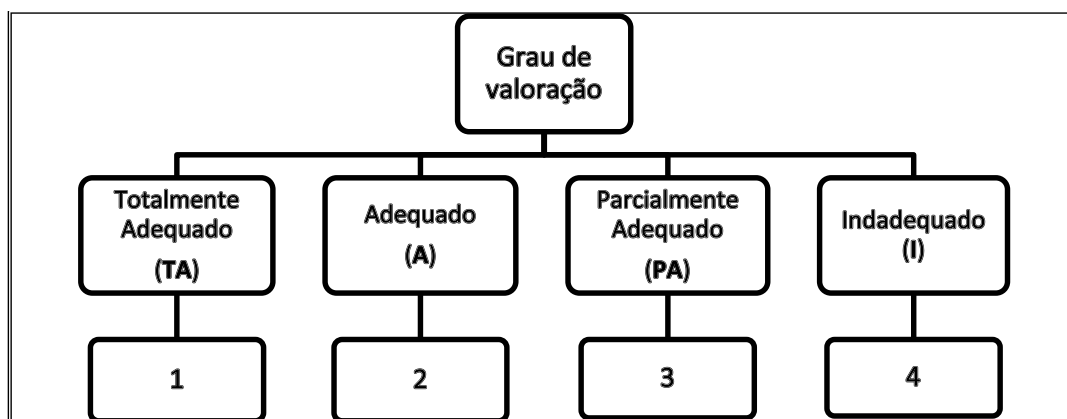 Grau de
valoração
Totalmente
Adequado
(TA)
Adequado
(A)
Parcialmente
Adequado
(PA)
Indadequado
(I)
1
2
3
4